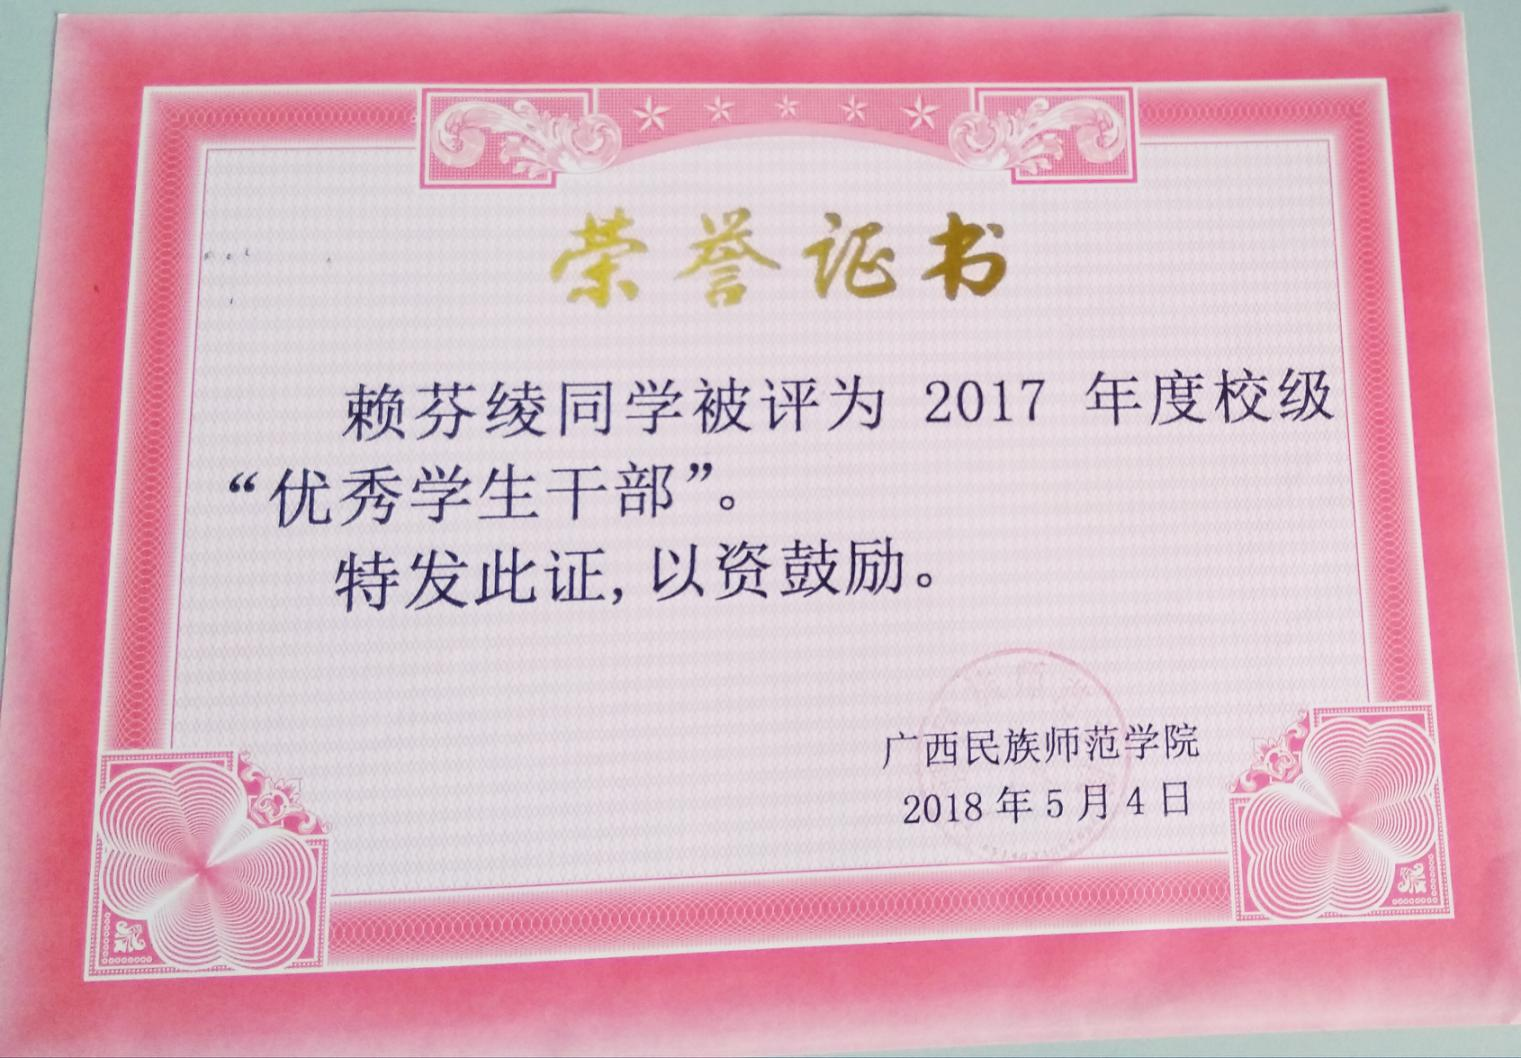 荣誉证书
赖芬绫同学被评为 2017 年度校级
“优秀学生干部”。
特发此证,以资鼓励。
广西民族师范学院
2018 年 5 月 4 日